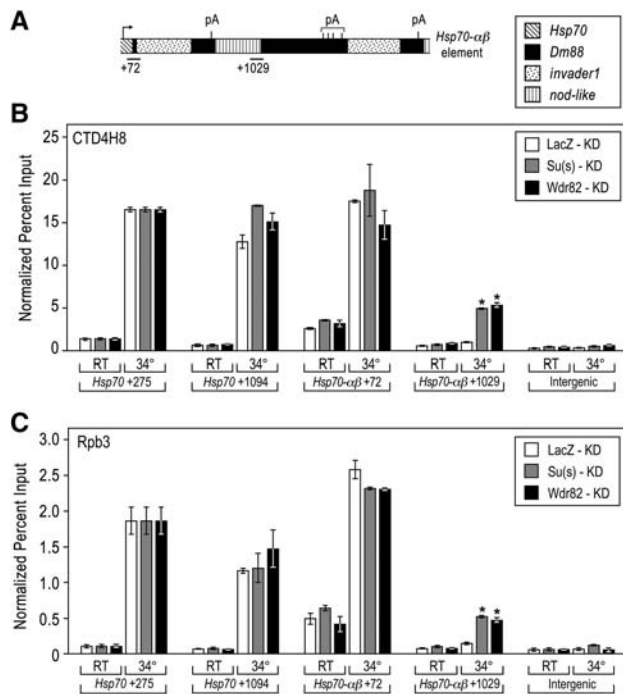 A
pA
pA
pA
Hsp70-αβ
element
+72
+1029
Hsp70
Dm88
invader1
nod-like
B
CTD4H8
LacZ - KD
Su(s) - KD
Wdr82 - KD
Normalized Percent Input
25
20
15
10
5
0
* *
RT 34° RT 34° RT 34° RT 34° RT 34°
Hsp70 +275 Hsp70 +1094 Hsp70-αβ +72 Hsp70-αβ +1029 Intergenic
C
Rpb3
LacZ - KD
Su(s) - KD
Wdr82 - KD
Normalized Percent Input
3.0
2.5
2.0
1.5
1.0
0.5
0
* *
RT 34° RT 34° RT 34° RT 34° RT 34°
Hsp70 +275 Hsp70 +1094 Hsp70-αβ +72 Hsp70-αβ +1029 Intergenic